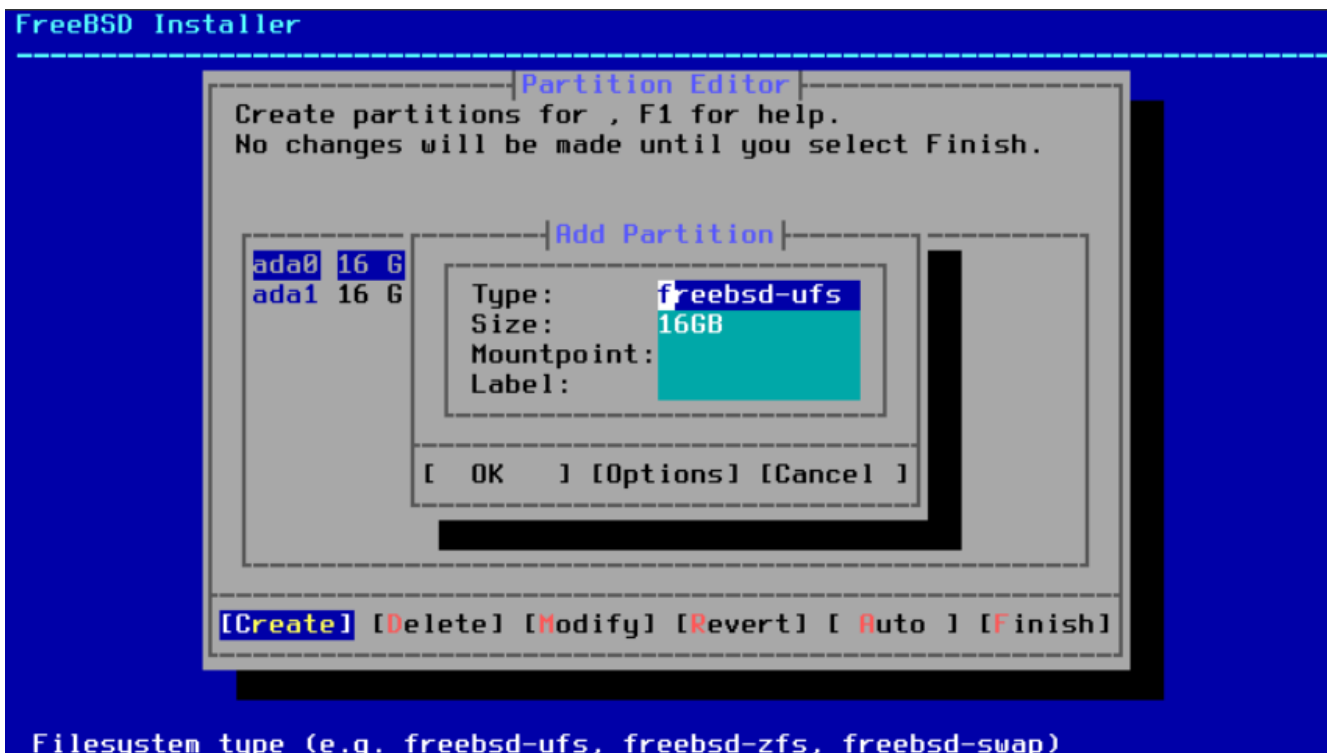 FreeBSD Installer
Partition Editor
Create partitions for , F1 for help.
No changes will be made until you select Finish.
Add Partition
ada0 16 G
ada1 16 G
Type: freebsd-ufs
Size: 16GB
Mountpoint:
Label:
[ OK ] [Options] [Cancel ]
[Create] [Delete] [Modify] [Revert] [ Auto ] [Finish]
Filesystem type (e.g. freebsd-ufs, freebsd-zfs, freebsd-swap)